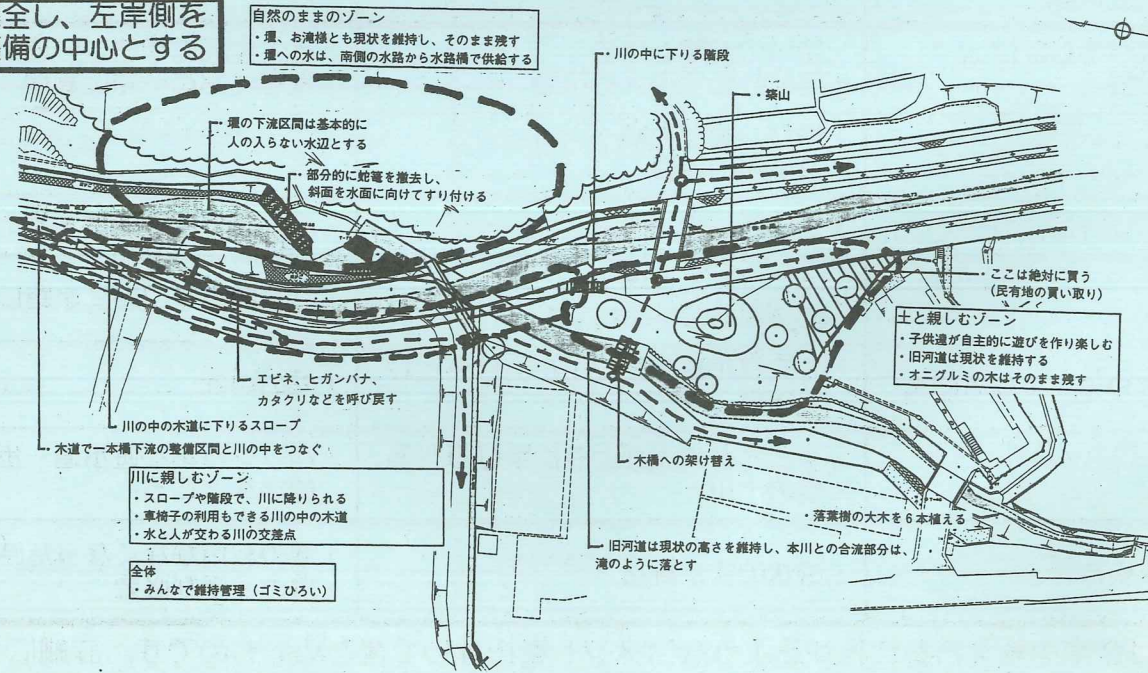 全し、左岸側を
備の中心とする
自然のままのゾーン
・堰、お滝様とも現状を維持し、そのまま残す
・堰への水は、南側の水路から水路橋で供給する
・川の中に下りる階段
・築山
・堰の下流区間は基本的に
人の入らない水辺とする
・部分的に蛇篭を撤去し、
斜面を水面に向けてすり付ける
・ここは絶対に買う
(民有地の買い取り)
土と親しむゾーン
・子供達が自主的に遊びを作り楽しむ
・旧河道は現状を維持する
・オニグルミの木はそのまま残す
エビネ、ヒガンバナ、
カタクリなどを呼び戻す
・川の中の木道に下りるスロープ
・木道で一本橋下流の整備区間と川の中をつなぐ
・木橋への架け替え
川に親しむゾーン
・スロープや階段で、川に降りられる
・車椅子の利用もできる川の中の木道
・水と人が交わる川の交差点
・落葉樹の大木を6本植える
・旧河道は現状の高さを維持し、本川との合流部分は、
滝のように落とす
全体
・みんなで維持管理(ゴミひろい)